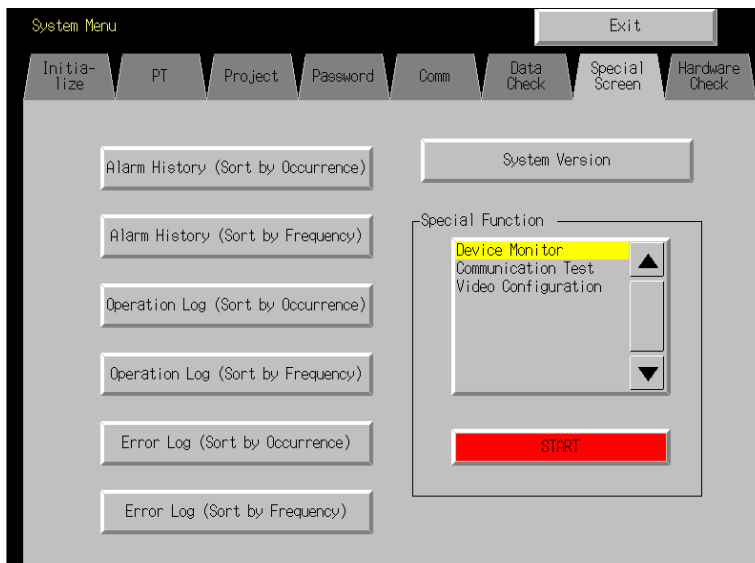 System Menu
Exit
Initia-
lize
PT
Project
Password
Comm
Data
Check
Special
Screen
Hardware
Check
Alarm History (Sort by Occurrence)
Alarm History (Sort by Frequency)
Operation Log (Sort by Occurrence)
Operation Log (Sort by Frequency)
Error Log (Sort by Occurrence)
Error Log (Sort by Frequency)
System Version
Special Function
Device Monitor
Communication Test
Video Configuration
START